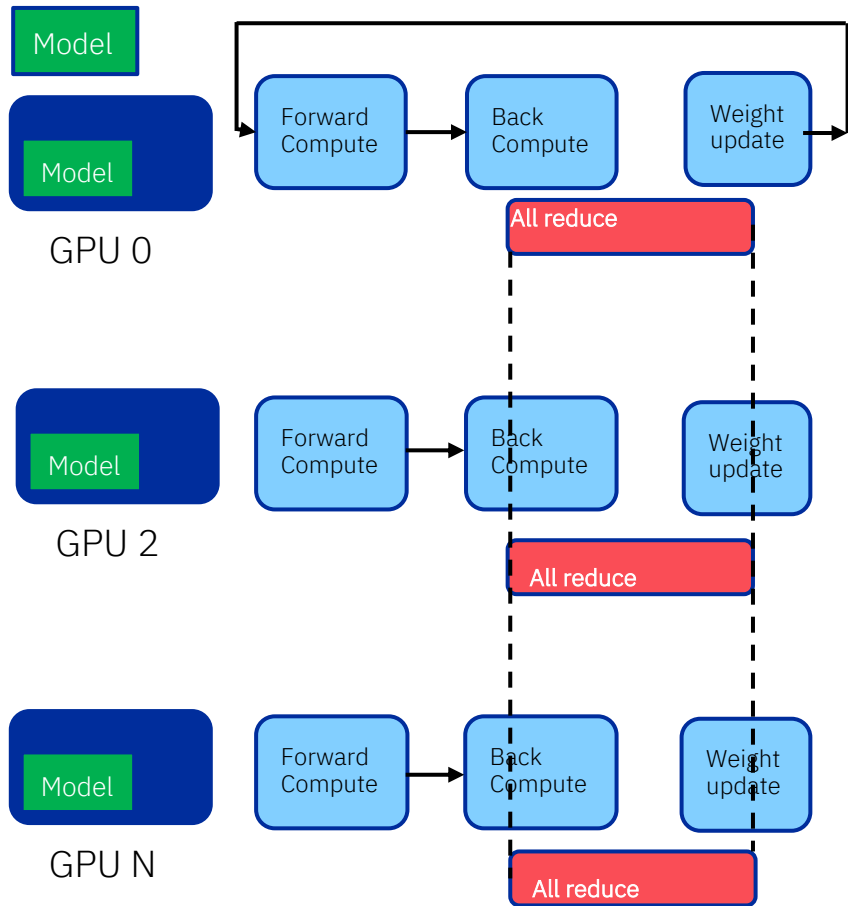 Model
Forward
Compute
Back
Compute
Weight
update
Model
All reduce
GPU 0
Forward
Compute
Back
Compute
Weight
update
Model
GPU 2
All reduce
Forward
Compute
Back
Compute
Weight
update
Model
GPU N
All reduce